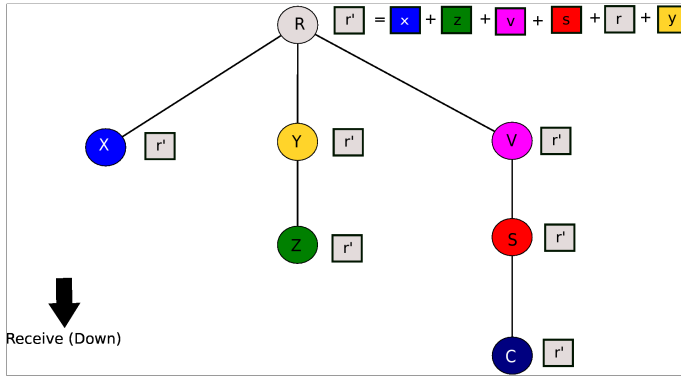 R r' = x + z + v + s + r + y
X r' Y r' V r'
Z r' S r'
Receive (Down)
C r'